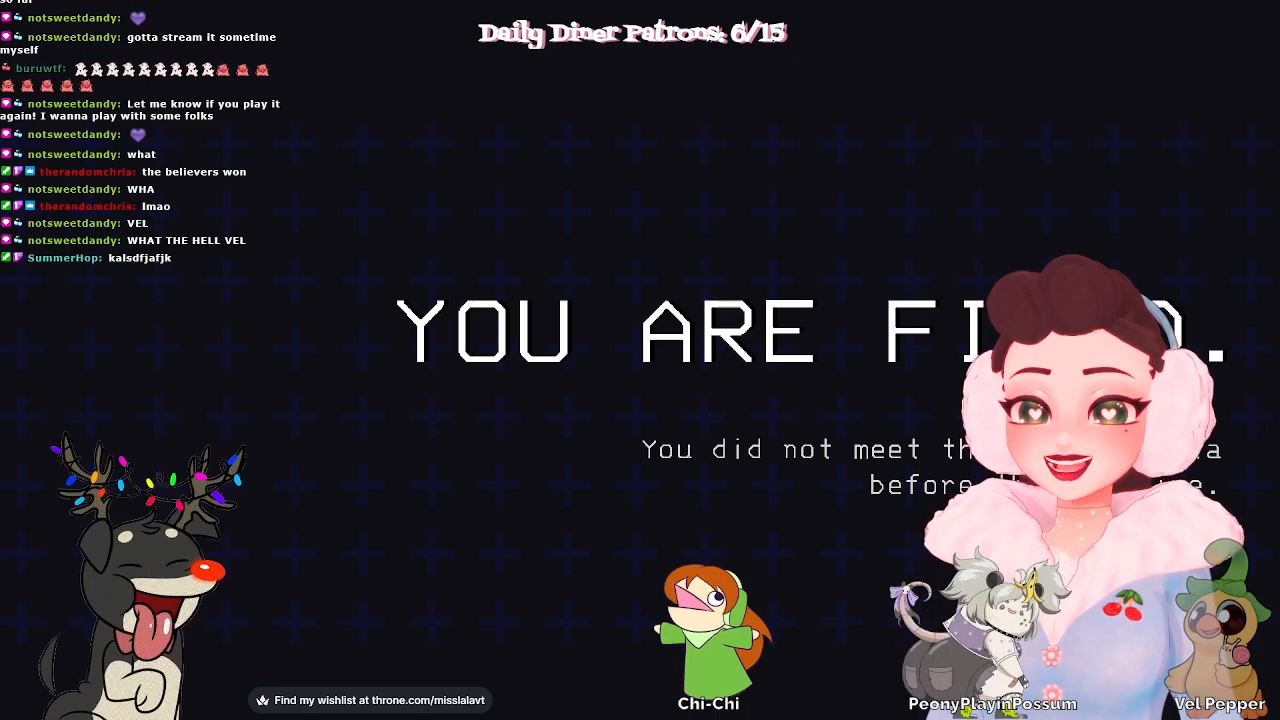 so far
Daily Diner Patrons: 6/15
notsweetdandy:
notsweetdandy: gotta stream it sometime
myself
buruwtf:
notsweetdandy: Let me know if you play it
again! I wanna play with some folks
notsweetdandy:
notsweetdandy: what
therandomchris: the believers won
notsweetdandy: WHA
therandomchris: lmao
notsweetdandy: VEL
notsweetdandy: WHAT THE HELL VEL
SummerHop: kalsdfjafjk
YOU ARE
You did not meet
before
Find my wishlist at throne.com/misslalavt
Chi-Chi
PeonyPlayinPossum
Vel Pepper